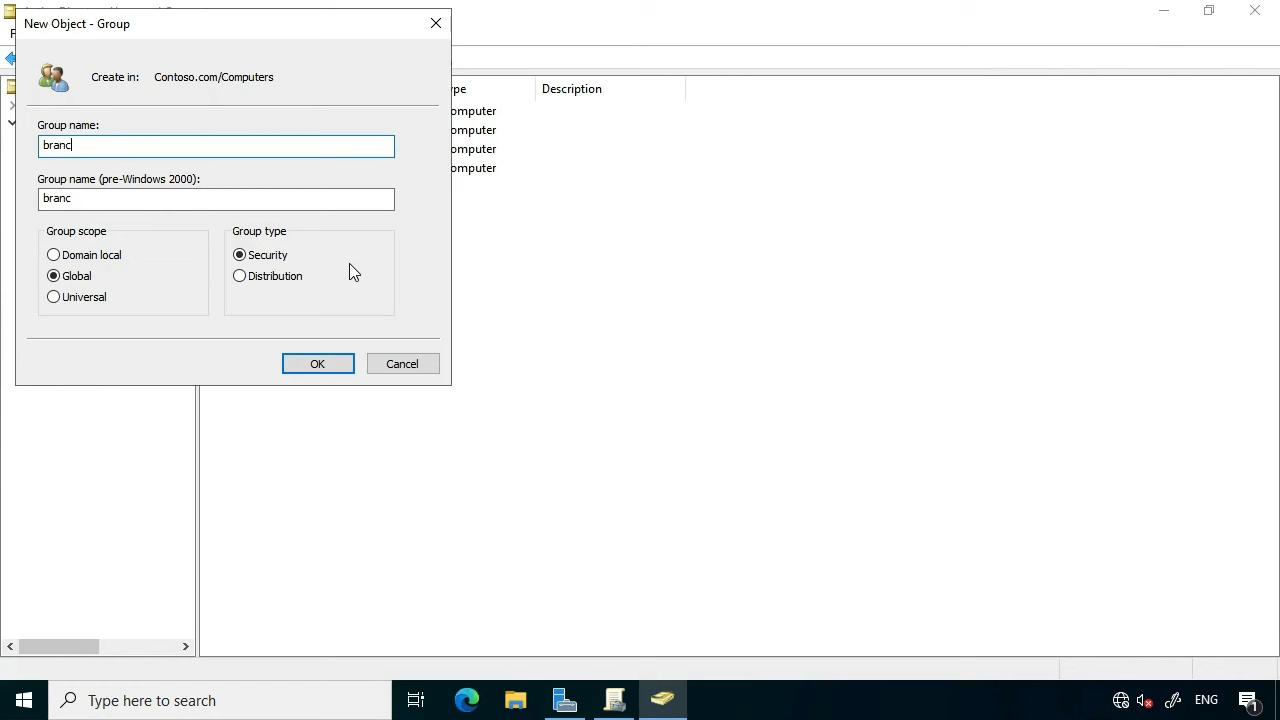 New Object - Group
Create in: Contoso.com/Computers
Group name:
branc
Group name (pre-Windows 2000):
branc
Group scope
Domain local
Global
Universal
Group type
Security
Distribution
OK
Cancel
ype
Description
omputer
omputer
omputer
omputer
Type here to search
ENG
1